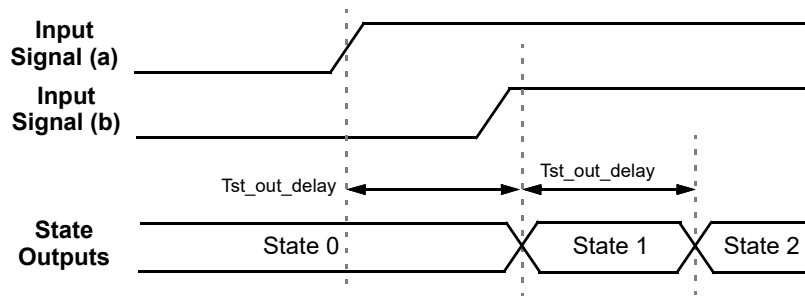 Input
Signal (a)
Input
Signal (b)
Tst_out_delay
Tst_out_delay
State
Outputs
State 0
State 1
State 2